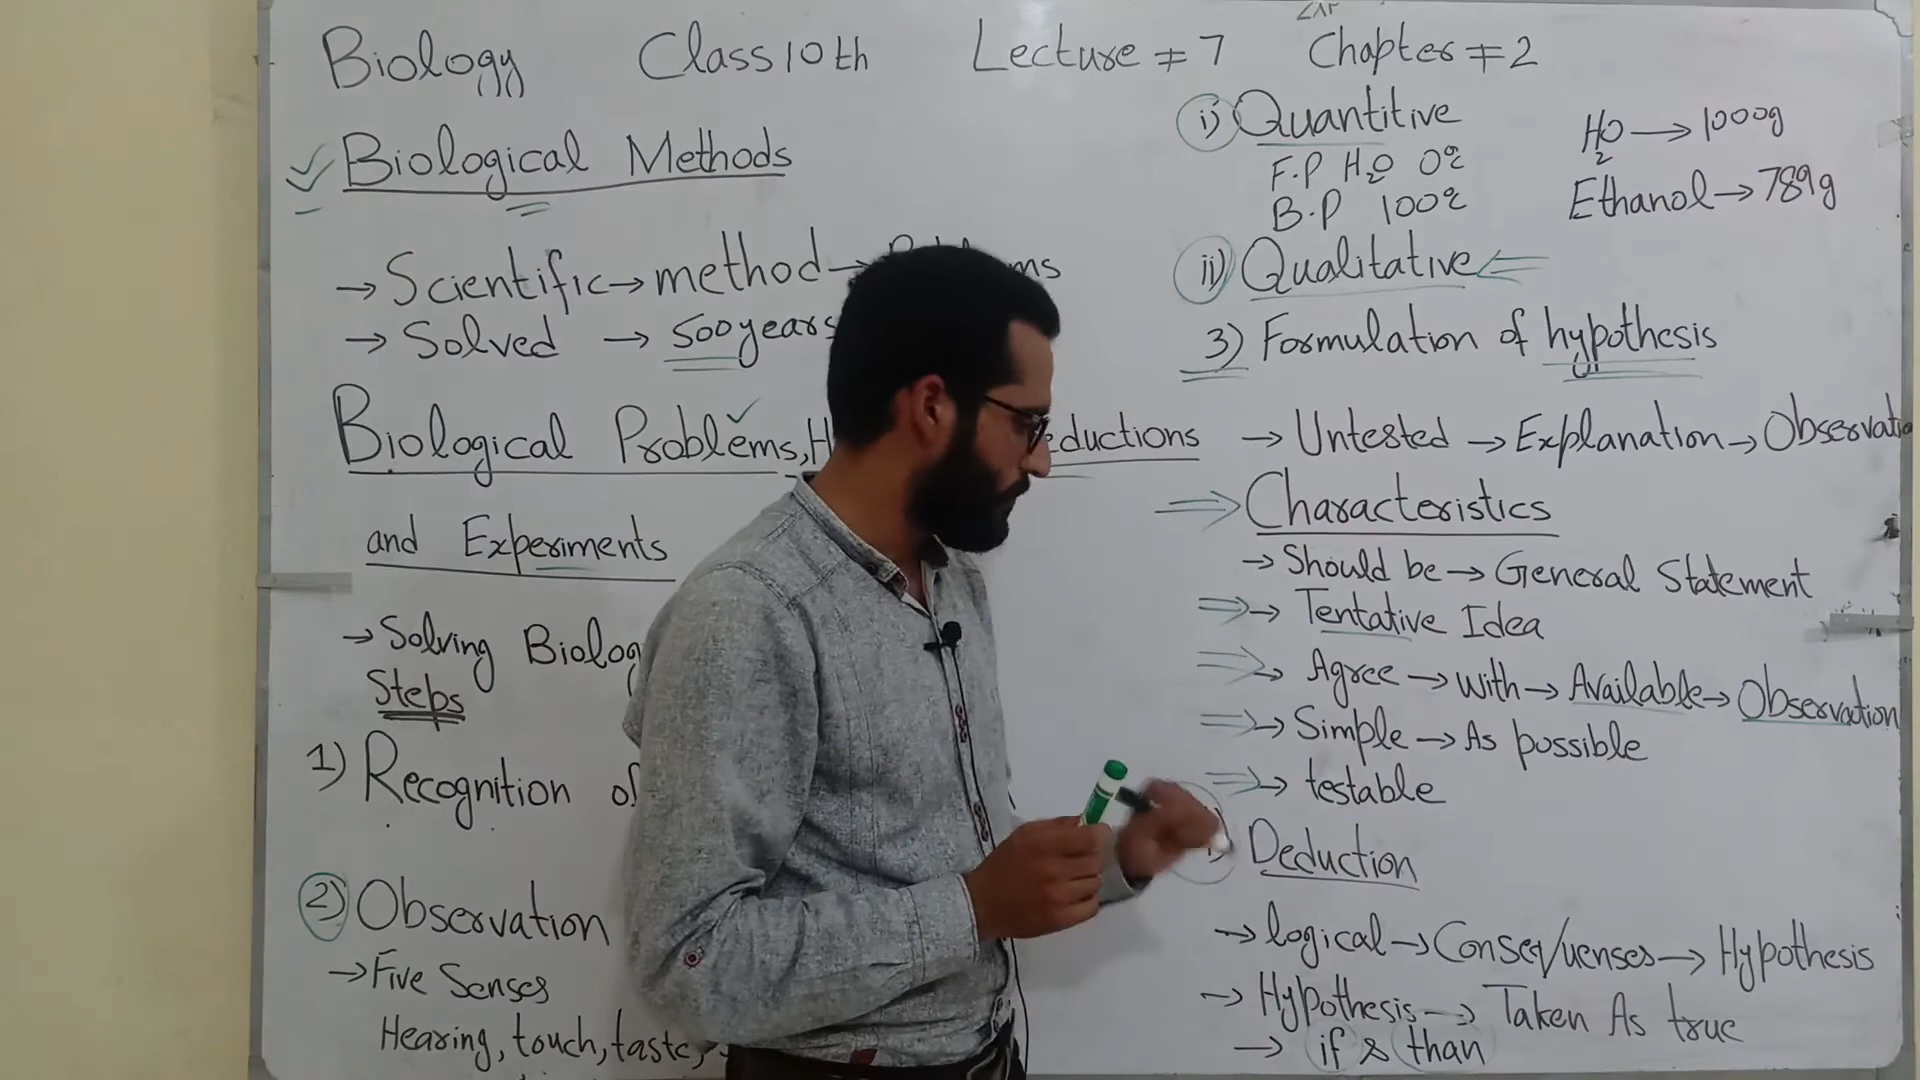 Biology Class 10th Lecture ≠ 7 Chapter ≠ 2
Biological Methods
→ Scientific → method →
→ Solved → 500 years
Biological Problems,
and Experiments
→ Solving
Steps
1) Recognition of
2) Observation
→ Five Senses
Hearing, touch, taste,
i) Quantitive
F.P H2O 0°C
B.P 100°C
H2O → 1000g
Ethanol → 789g
ii) Qualitative
3) Formulation of hypothesis
→ Untested → Explanation →
→ Characteristics
→ Should be → General Statement
→ Tentative Idea
→ Agree → with → Available → Observation
→ Simple → As possible
→ testable
Deduction
→ logical → Consequenses → Hypothesis
→ Hypothesis → Taken As true
→ if & than